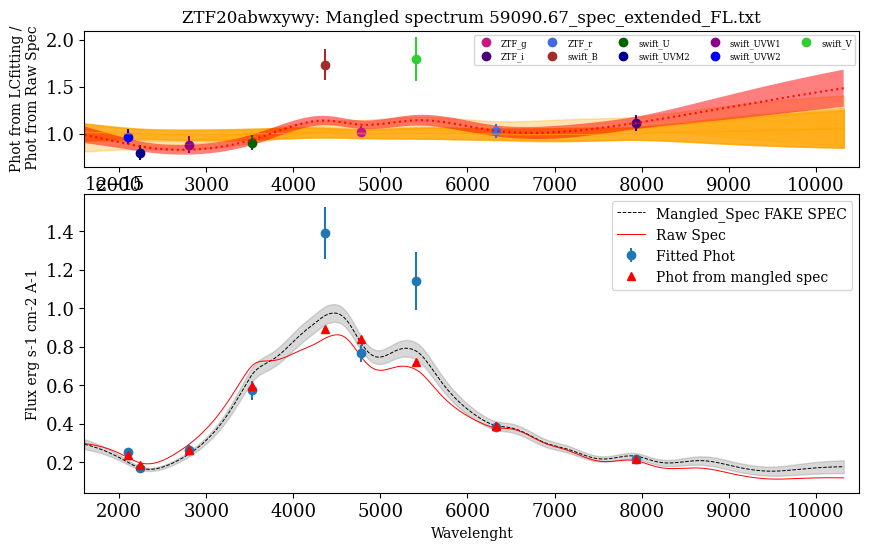 ZTF20abwxywy: Mangled spectrum 59090.67_spec_extended_FL.txt
Phot from LCfitting /
Phot from Raw Spec
2.0
1.5
1.0
ZTF_g ZTF_r swift_U swift_UVW1 swift_V
ZTF_i swift_B swift_UVM2 swift_UVW2
2000 3000 4000 5000 6000 7000 8000 9000 10000
1e−15
Flux erg s-1 cm-2 A-1
1.4
1.2
1.0
0.8
0.6
0.4
0.2
Mangled_Spec FAKE SPEC
Raw Spec
Fitted Phot
Phot from mangled spec
2000 3000 4000 5000 6000 7000 8000 9000 10000
Wavelenght